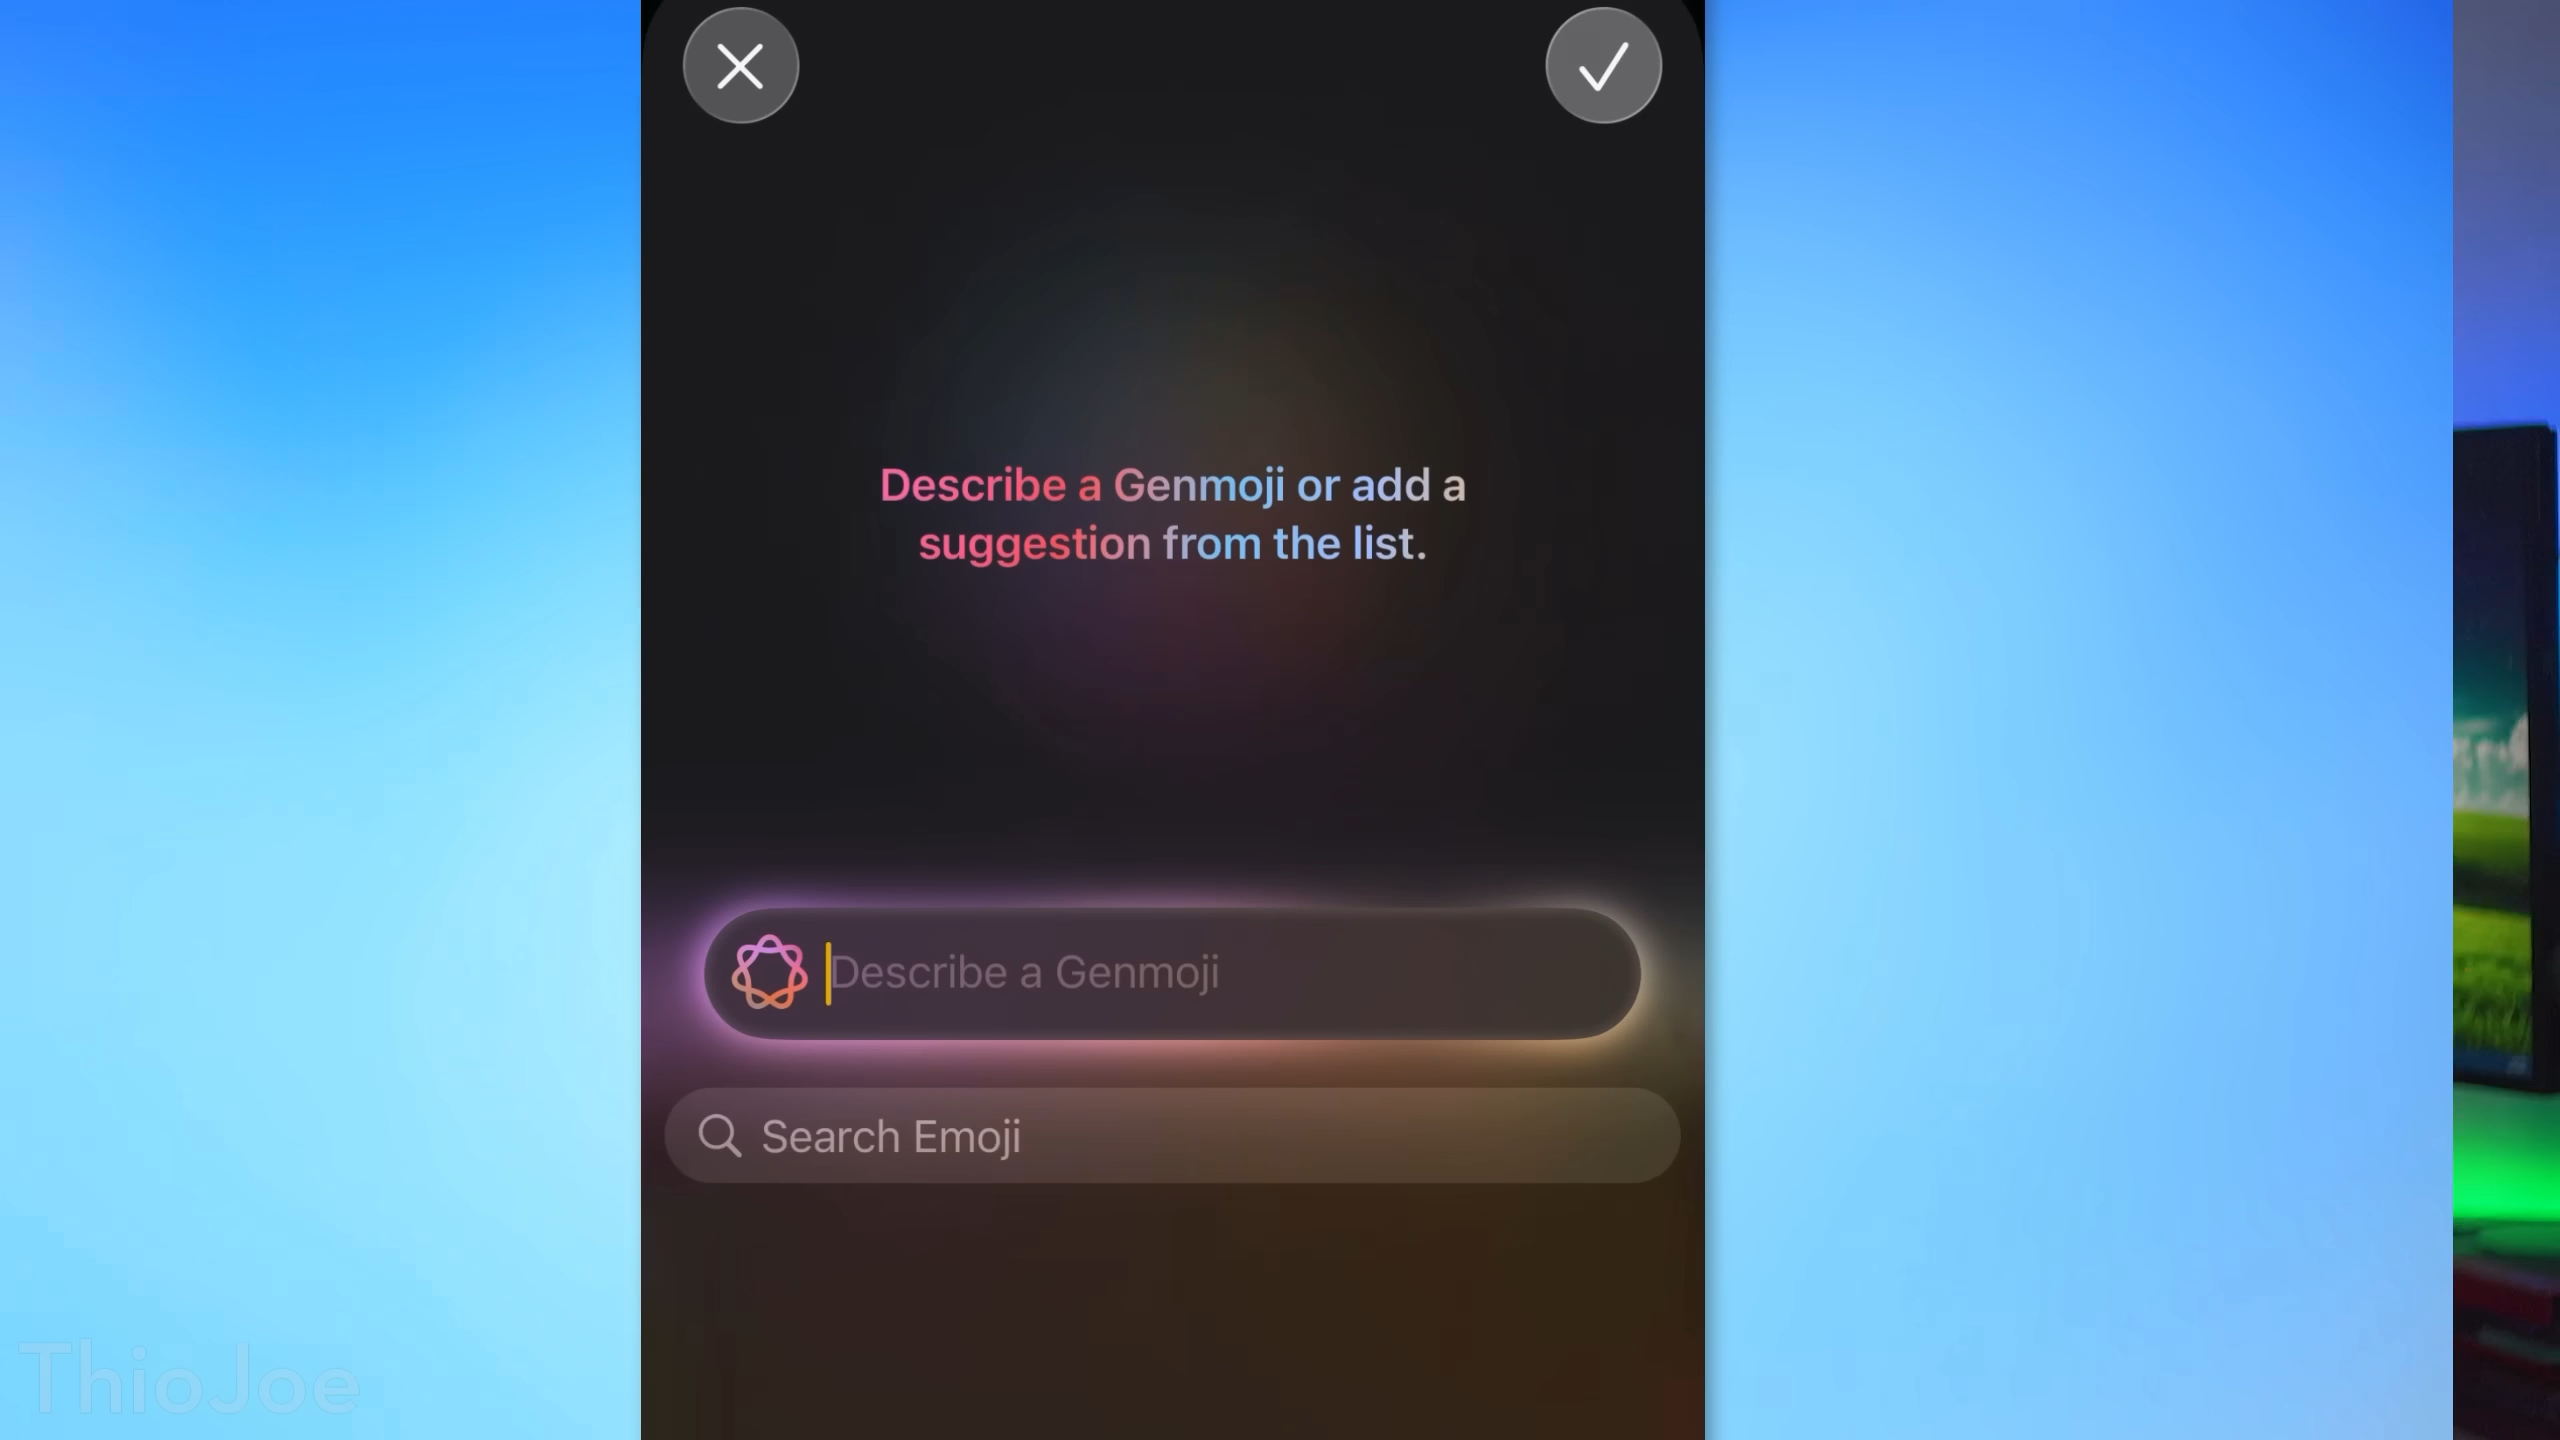 Describe a Genmoji or add a
suggestion from the list.
Describe a Genmoji
Search Emoji
ThioJoe